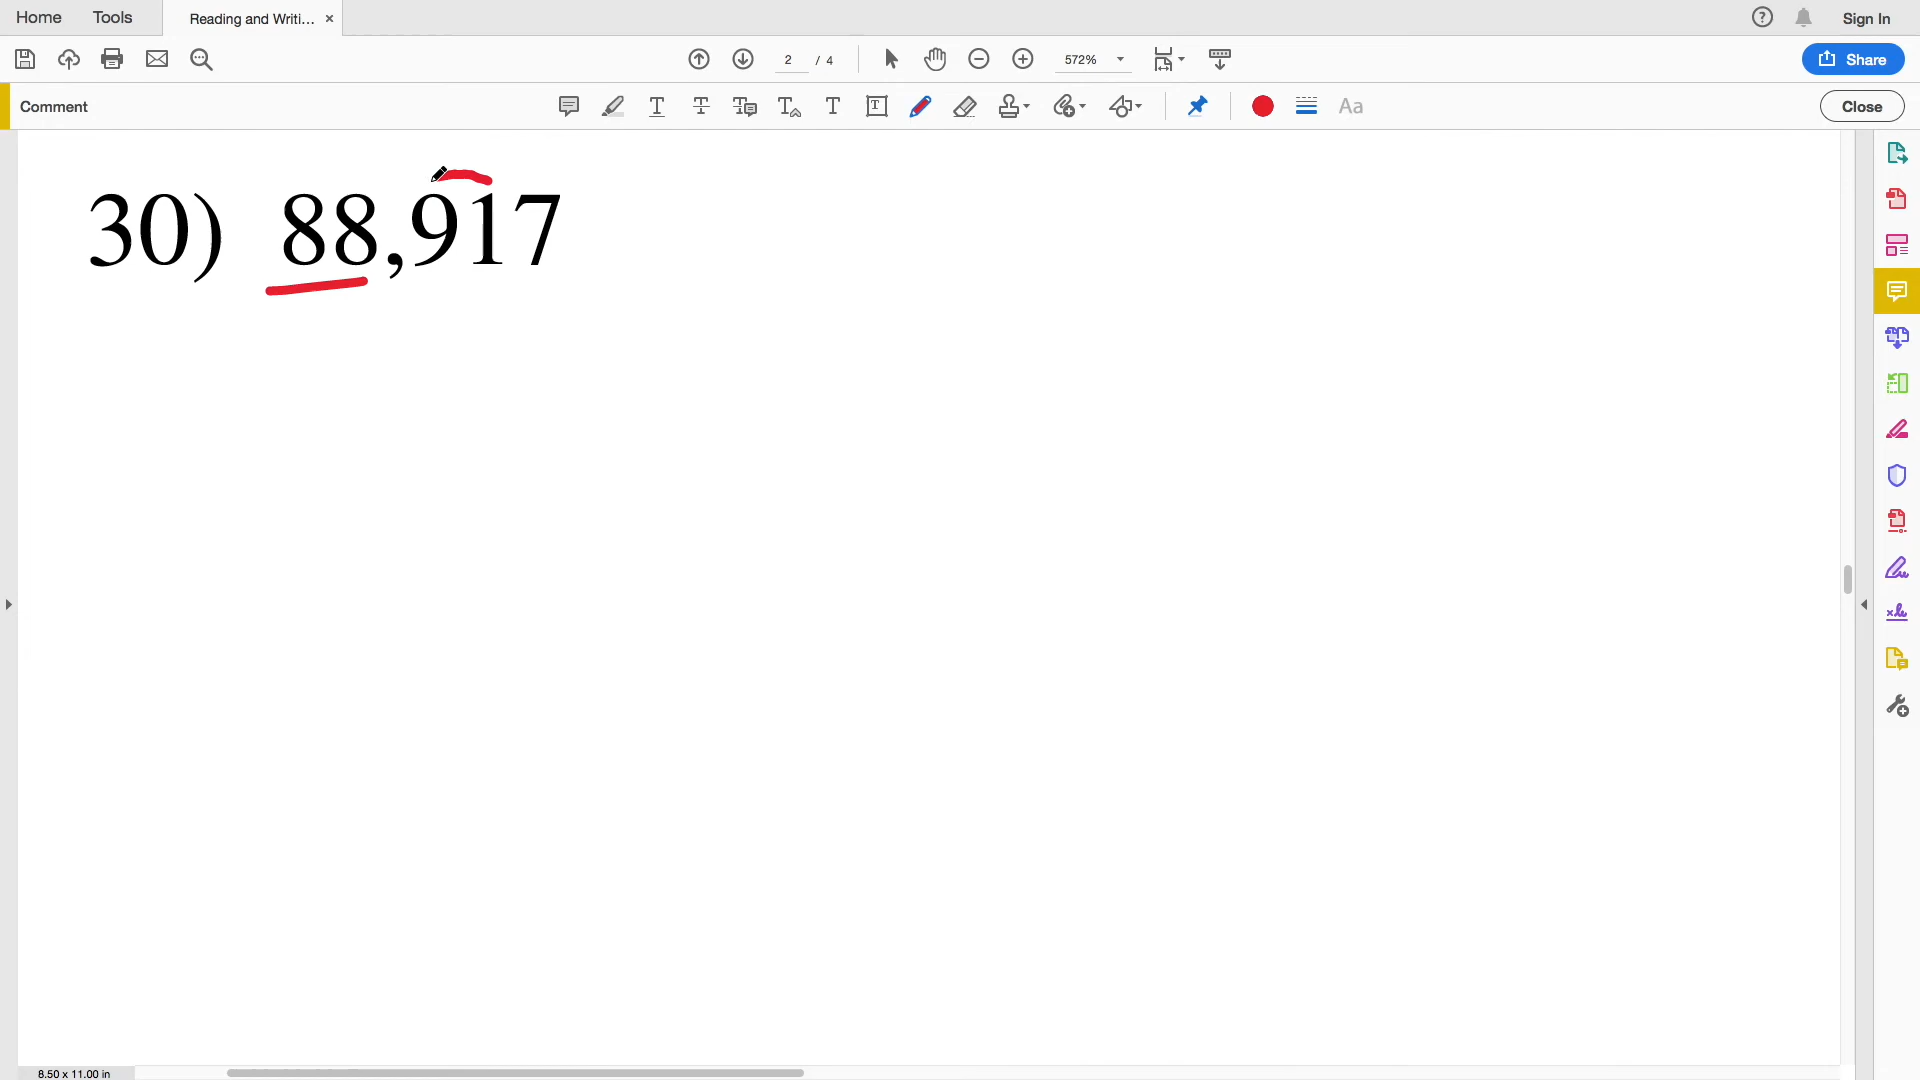 Home Tools Reading and Writi... × Sign In
2 / 4 572% Share
Comment Aa Close
30) 88,917
8.50 x 11.00 in